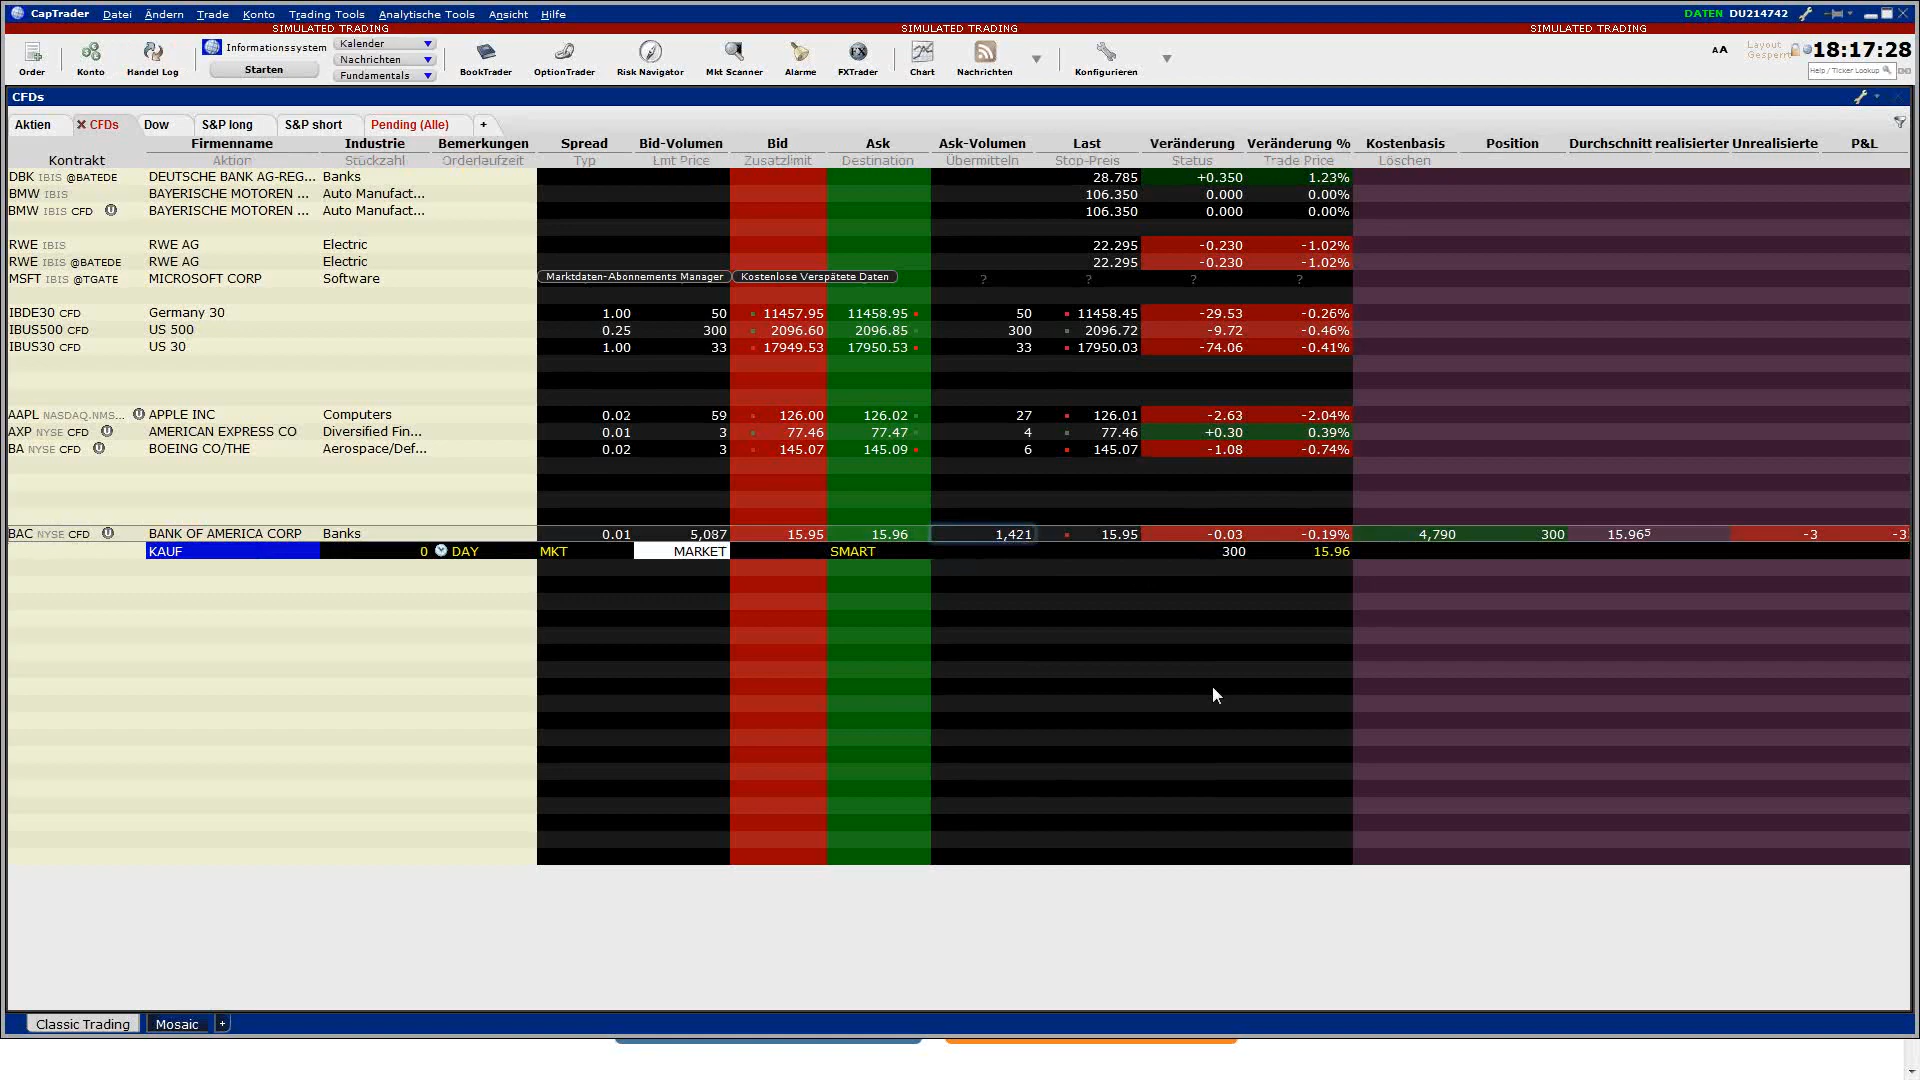 CapTrader Datei Ändern Trade Konto Trading Tools Analytische Tools Ansicht Hilfe DATEN DU214742
SIMULATED TRADING SIMULATED TRADING SIMULATED TRADING
Order Konto Handel Log Informationssystem Starten Kalender Nachrichten Fundamentals BookTrader OptionTrader Risk Navigator Mkt Scanner Alarme FXTrader Chart Nachrichten Konfigurieren AA Layout Gesperrt 18:17:28
FX
Help / Ticker Lookup
CFDs
Aktien CFDs Dow S&P long S&P short Pending (Alle) +
Firmenname Industrie Bemerkungen Spread Bid-Volumen Bid Ask Ask-Volumen Last Veränderung Veränderung % Kostenbasis Position Durchschnitt realisierter Unrealisierte P&L
Kontrakt Aktion Stückzahl Orderlaufzeit Typ Lmt Price Zusatzlimit Destination Übermitteln Stop-Preis Status Trade Price Löschen
DBK IBIS @BATEDE DEUTSCHE BANK AG-REG... Banks 28.785 +0.350 1.23%
BMW IBIS BAYERISCHE MOTOREN ... Auto Manufact... 106.350 0.000 0.00%
BMW IBIS CFD U BAYERISCHE MOTOREN ... Auto Manufact... 106.350 0.000 0.00%
RWE IBIS RWE AG Electric 22.295 -0.230 -1.02%
RWE IBIS @BATEDE RWE AG Electric 22.295 -0.230 -1.02%
MSFT IBIS @TGATE MICROSOFT CORP Software Marktdaten-Abonnements Manager Kostenlose Verspätete Daten ? ? ? ?
IBDE30 CFD Germany 30 1.00 50 11457.95 11458.95 50 11458.45 -29.53 -0.26%
IBUS500 CFD US 500 0.25 300 2096.60 2096.85 300 2096.72 -9.72 -0.46%
IBUS30 CFD US 30 1.00 33 17949.53 17950.53 33 17950.03 -74.06 -0.41%
AAPL NASDAQ.NMS... U APPLE INC Computers 0.02 59 126.00 126.02 27 126.01 -2.63 -2.04%
AXP NYSE CFD U AMERICAN EXPRESS CO Diversified Fin... 0.01 3 77.46 77.47 4 77.46 +0.30 0.39%
BA NYSE CFD U BOEING CO/THE Aerospace/Def... 0.02 3 145.07 145.09 6 145.07 -1.08 -0.74%
BAC NYSE CFD U BANK OF AMERICA CORP Banks 0.01 5,087 15.95 15.96 1,421 15.95 -0.03 -0.19% 4,790 300 15.965 -3 -3
KAUF 0 DAY MKT MARKET SMART 300 15.96
Classic Trading Mosaic +